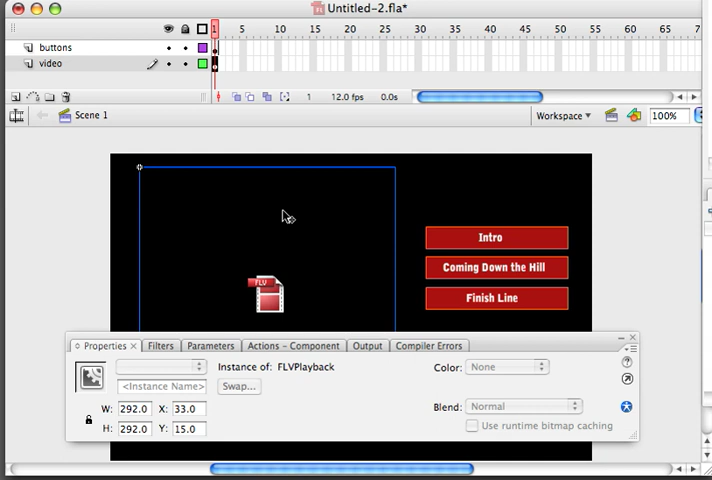 Untitled-2.fla*
1 5 10 15 20 25 30 35 40 45 50 55 60 65 7
buttons
video
1 12.0 fps 0.0s
Scene 1 Workspace 100%
Intro
Coming Down the Hill
FLV
Finish Line
Properties Filters Parameters Actions - Component Output Compiler Errors
Instance of: FLVPlayback Color: None
<Instance Name> Swap...
W: 292.0 X: 33.0 Blend: Normal
H: 292.0 Y: 15.0 Use runtime bitmap caching